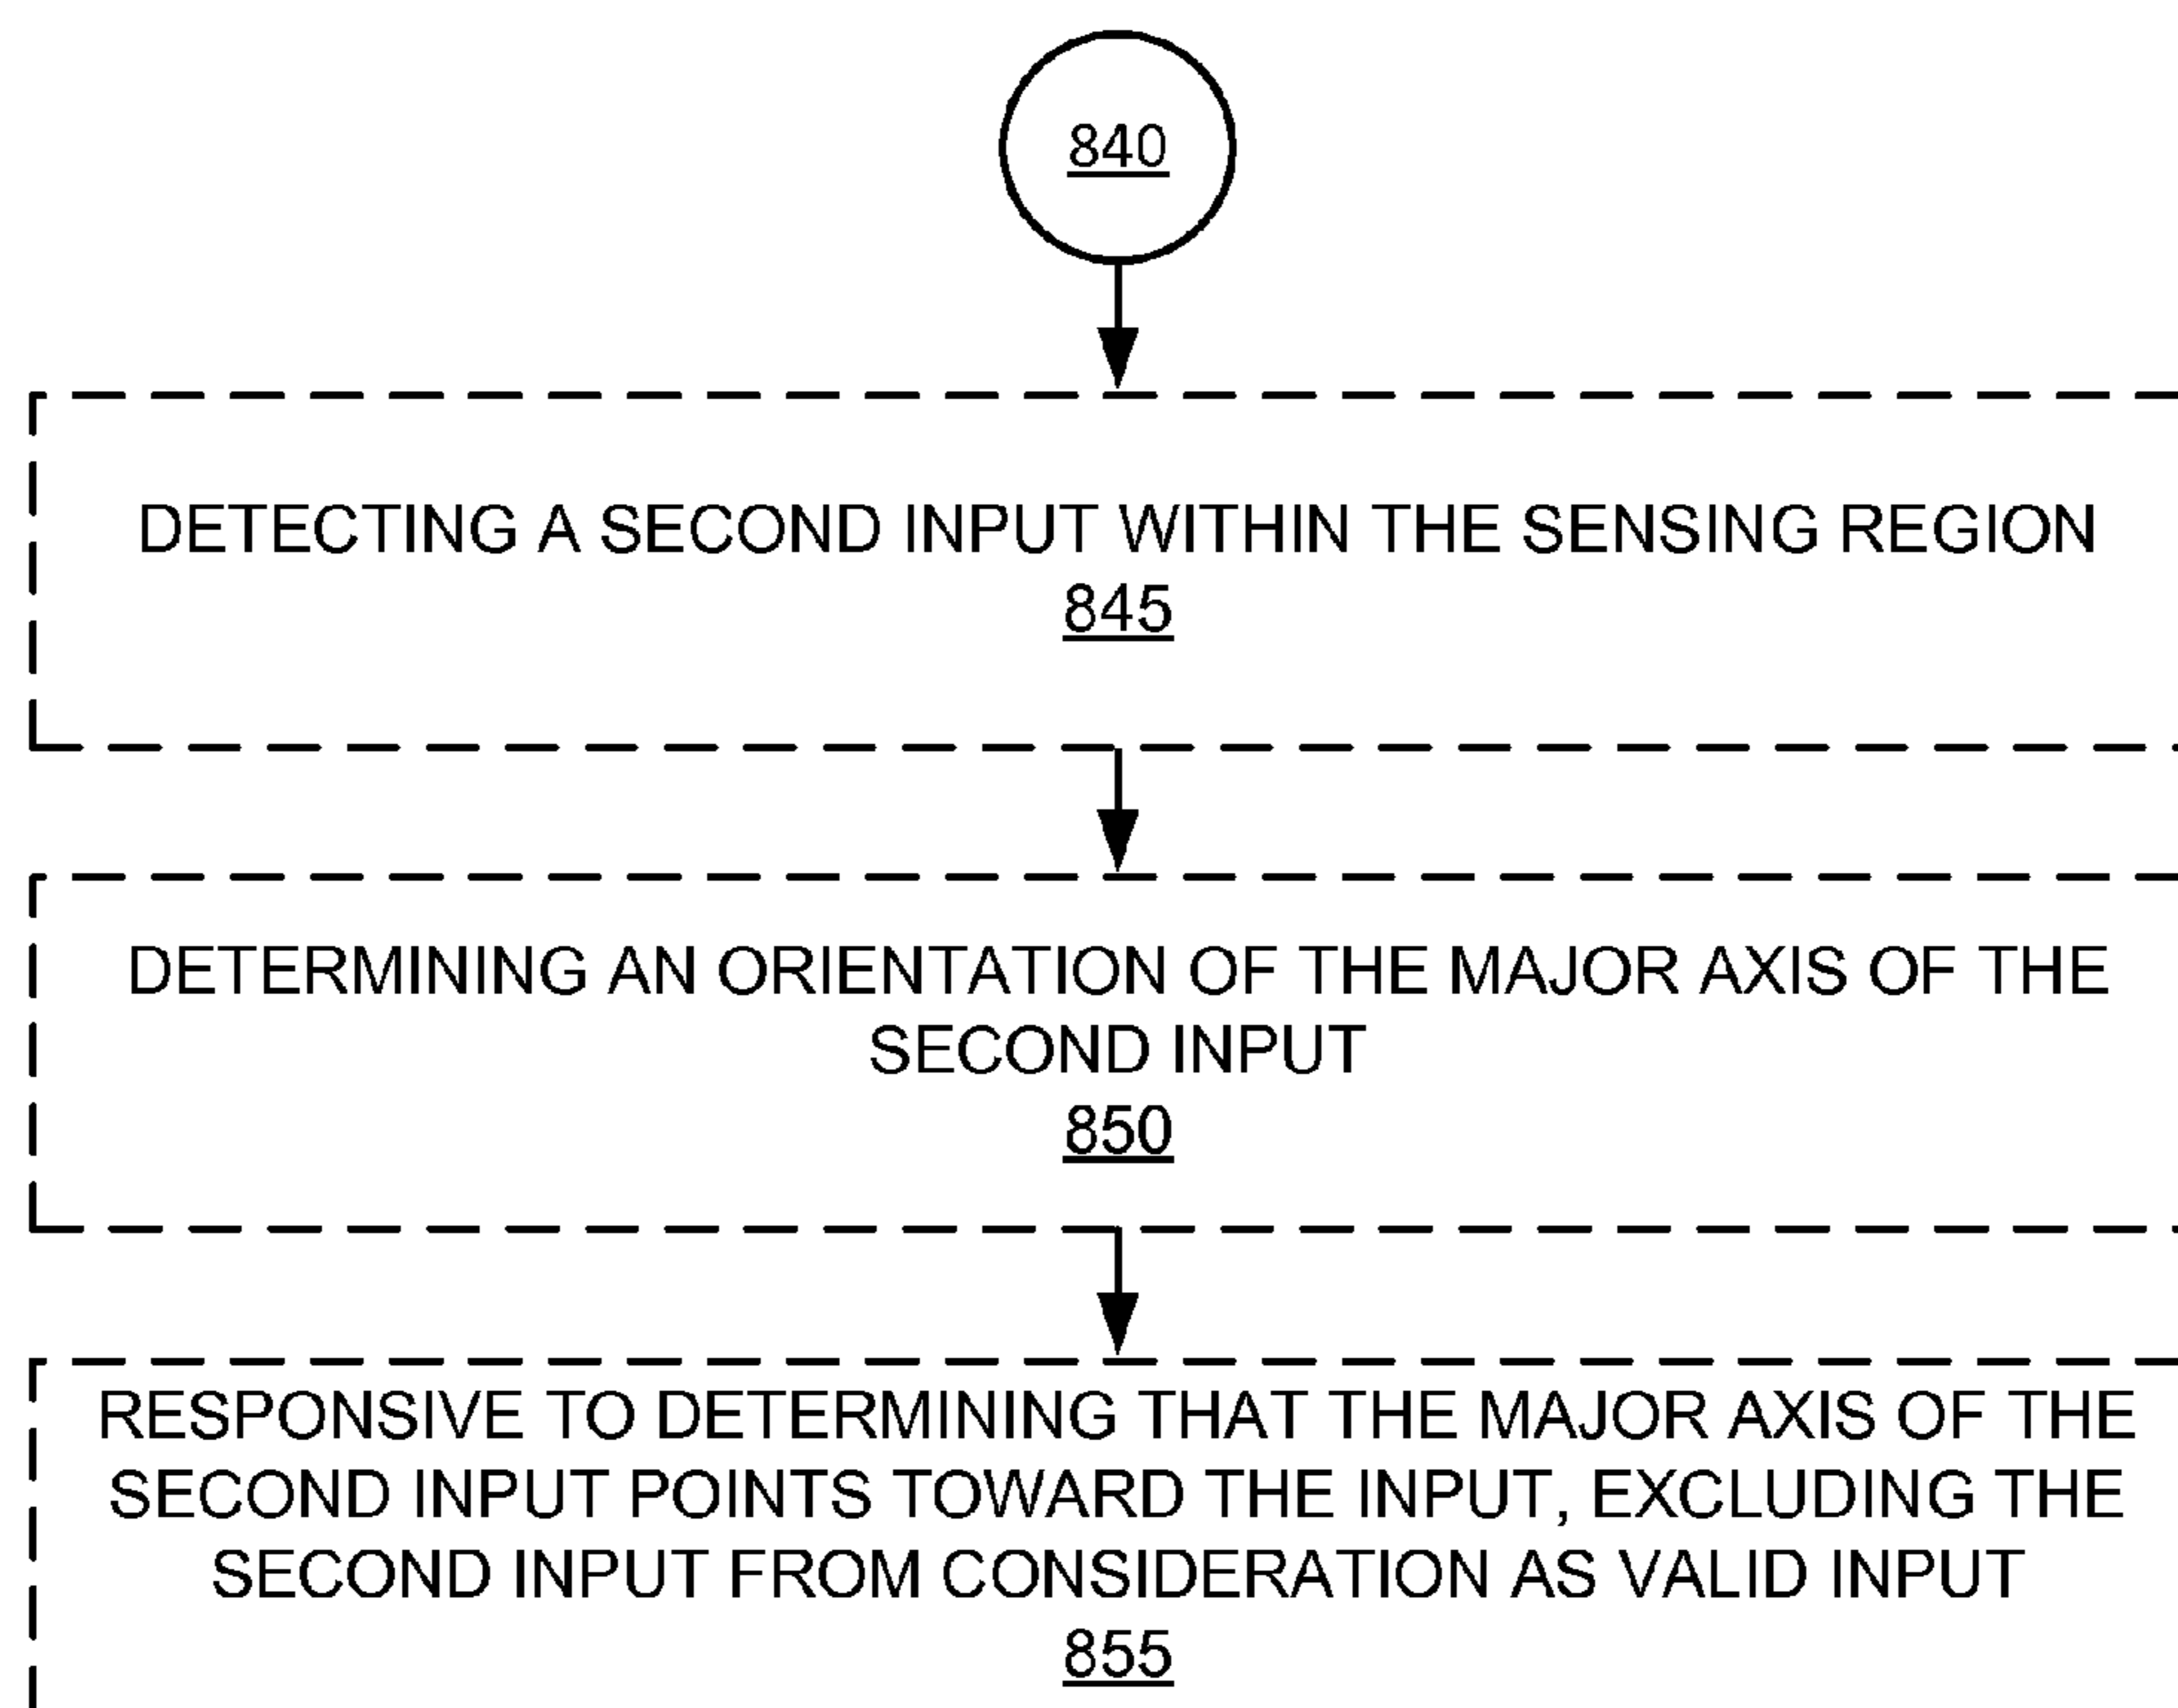 840
DETECTING A SECOND INPUT WITHIN THE SENSING REGION
845
DETERMINING AN ORIENTATION OF THE MAJOR AXIS OF THE
SECOND INPUT
850
RESPONSIVE TO DETERMINING THAT THE MAJOR AXIS OF THE
SECOND INPUT POINTS TOWARD THE INPUT, EXCLUDING THE
SECOND INPUT FROM CONSIDERATION AS VALID INPUT
855